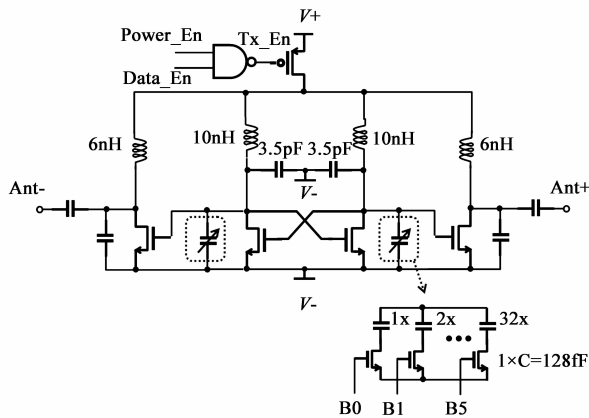 V+
Power_En
Tx_En
Data_En
6nH
10nH
10nH
6nH
3.5pF
3.5pF
V-
Ant-
Ant+
V-
1x
2x
32x
1×C=128fF
B0
B1
B5